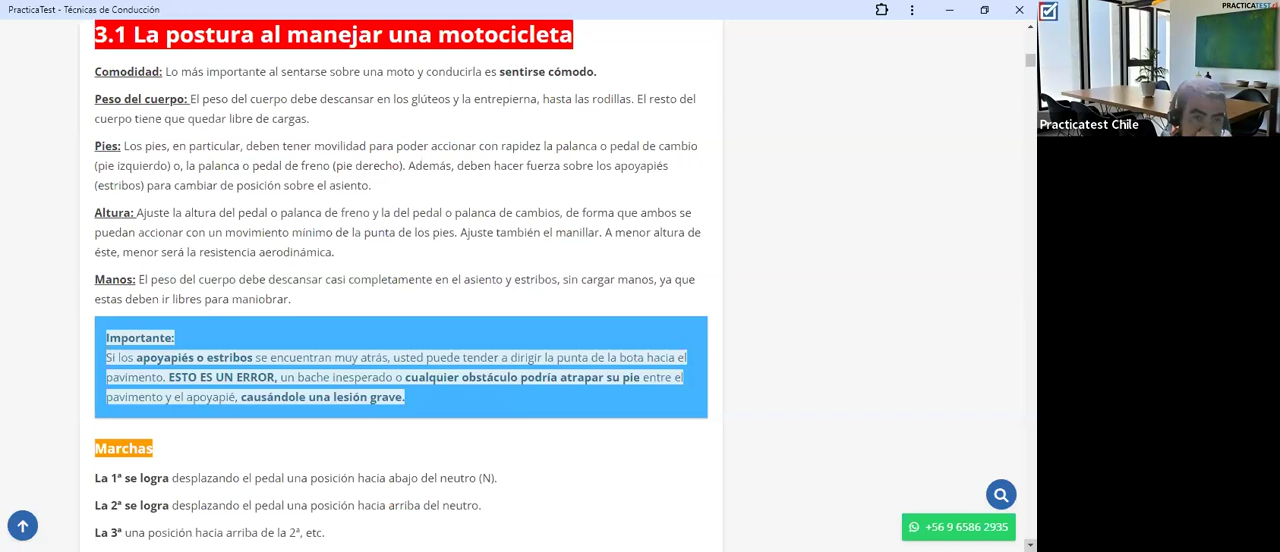 PracticaTest - Técnicas de Conducción
3.1 La postura al manejar una motocicleta
Comodidad: Lo más importante al sentarse sobre una moto y conducirla es sentirse cómodo.
Peso del cuerpo: El peso del cuerpo debe descansar en los glúteos y la entrepierna, hasta las rodillas. El resto del
cuerpo tiene que quedar libre de cargas.
Pies: Los pies, en particular, deben tener movilidad para poder accionar con rapidez la palanca o pedal de cambio
(pie izquierdo) o, la palanca o pedal de freno (pie derecho). Además, deben hacer fuerza sobre los apoyapiés
(estribos) para cambiar de posición sobre el asiento.
Altura: Ajuste la altura del pedal o palanca de freno y la del pedal o palanca de cambios, de forma que ambos se
puedan accionar con un movimiento mínimo de la punta de los pies. Ajuste también el manillar. A menor altura de
éste, menor será la resistencia aerodinámica.
Manos: El peso del cuerpo debe descansar casi completamente en el asiento y estribos, sin cargar manos, ya que
estas deben ir libres para maniobrar.
Importante:
Si los apoyapiés o estribos se encuentran muy atrás, usted puede tender a dirigir la punta de la bota hacia el
pavimento. ESTO ES UN ERROR, un bache inesperado o cualquier obstáculo podría atrapar su pie entre el
pavimento y el apoyapié, causándole una lesión grave.
Marchas
La 1ª se logra desplazando el pedal una posición hacia abajo del neutro (N).
La 2ª se logra desplazando el pedal una posición hacia arriba del neutro.
La 3ª una posición hacia arriba de la 2ª, etc.
+56 9 6586 2935
PRACTICATEST
Practicatest Chile